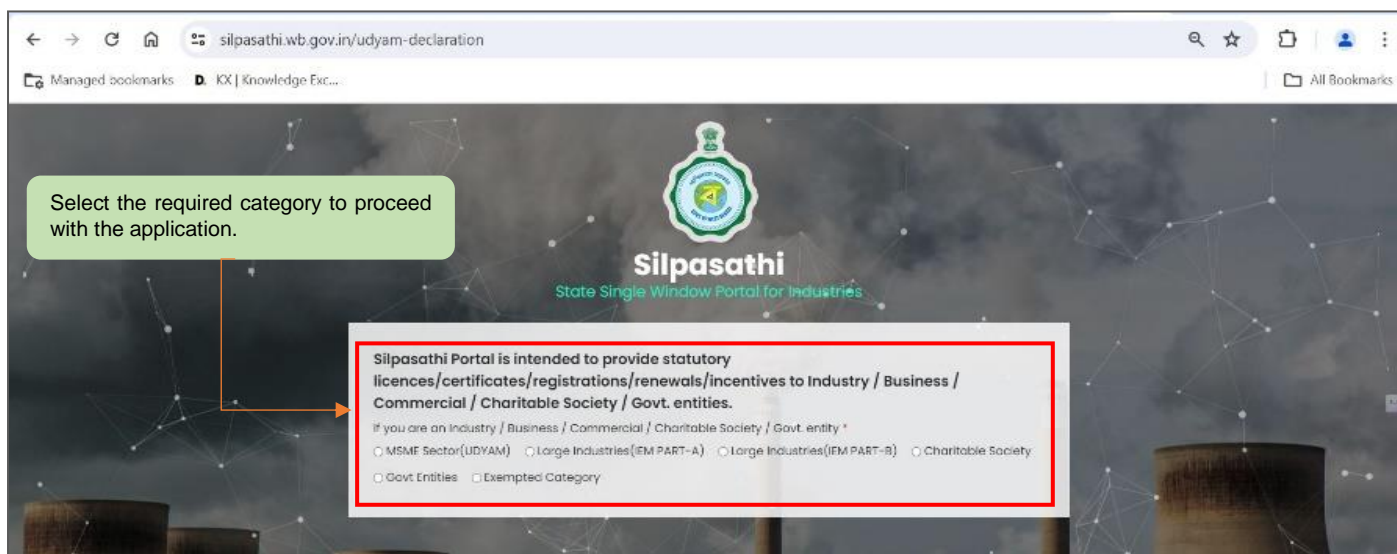 silpasathi.wb.gov.in/udyam-declaration
Managed bookmarks D. KX | Knowledge Exc... All Bookmarks
Select the required category to proceed
with the application.
Silpasathi
State Single Window Portal for Industries
Silpasathi Portal is intended to provide statutory
licences/certificates/registrations/renewals/incentives to Industry / Business /
Commercial / Charitable Society / Govt. entities.
If you are an Industry / Business / Commercial / Charitable Society / Govt. entity *
MSME Sector(UDYAM) Large Industries(IEM PART-A) Large Industries(IEM PART-B) Charitable Society
Govt Entities Exempted Category